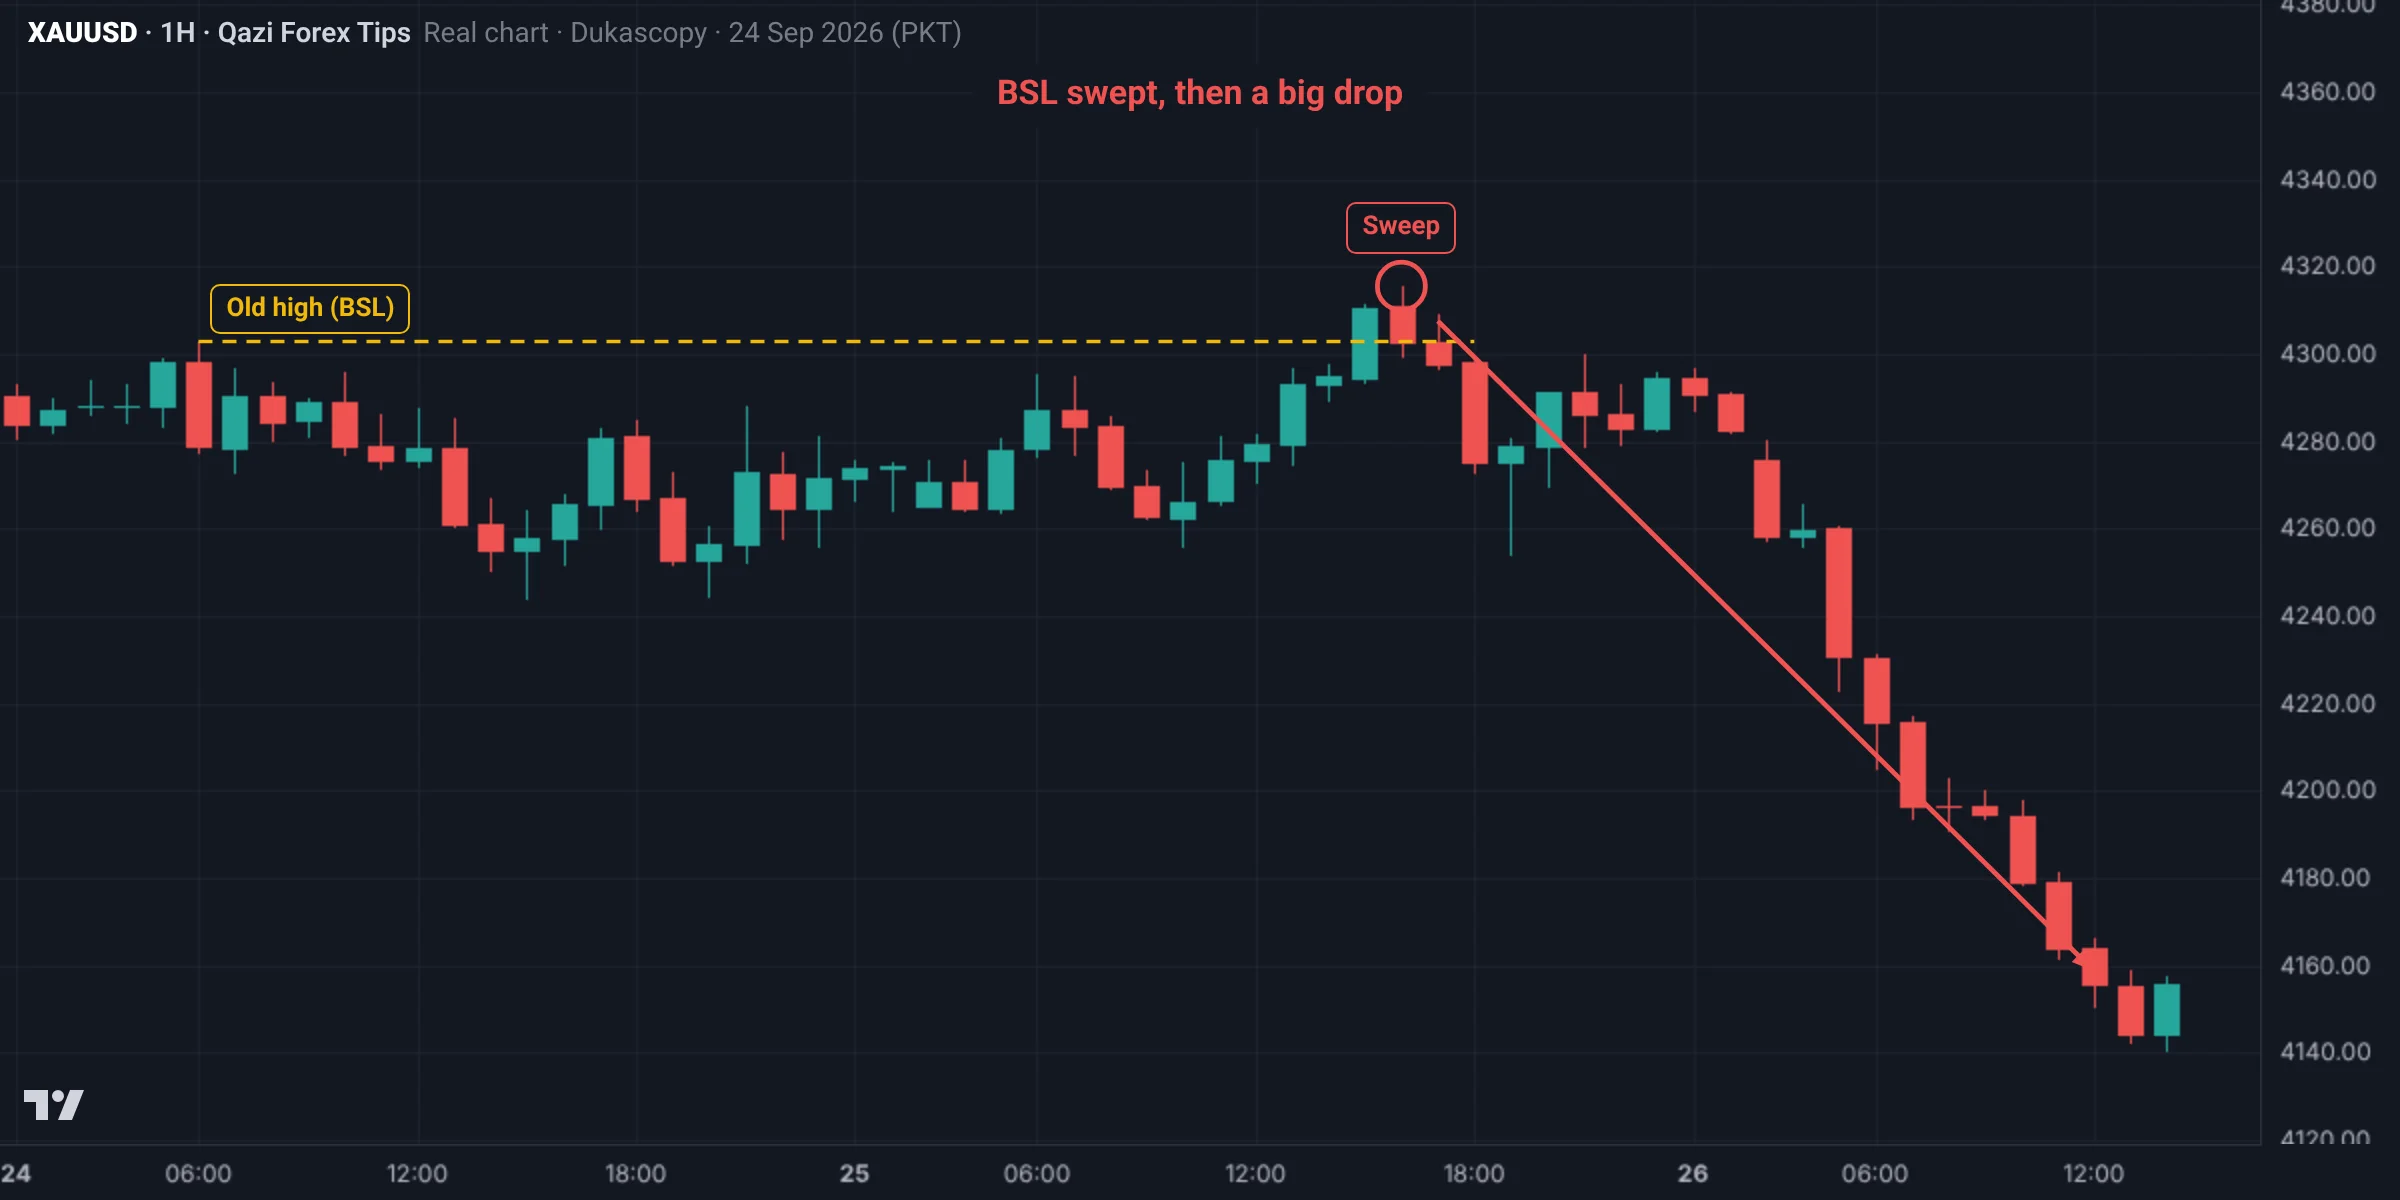 XAUUSD · 1H · Qazi Forex Tips Real chart · Dukascopy · 24 Sep 2026 (PKT)
BSL swept, then a big drop
Sweep
Old high (BSL)
4380.00
4360.00
4340.00
4320.00
4300.00
4280.00
4260.00
4240.00
4220.00
4200.00
4180.00
4160.00
4140.00
4120.00
24 06:00 12:00 18:00 25 06:00 12:00 18:00 26 06:00 12:00